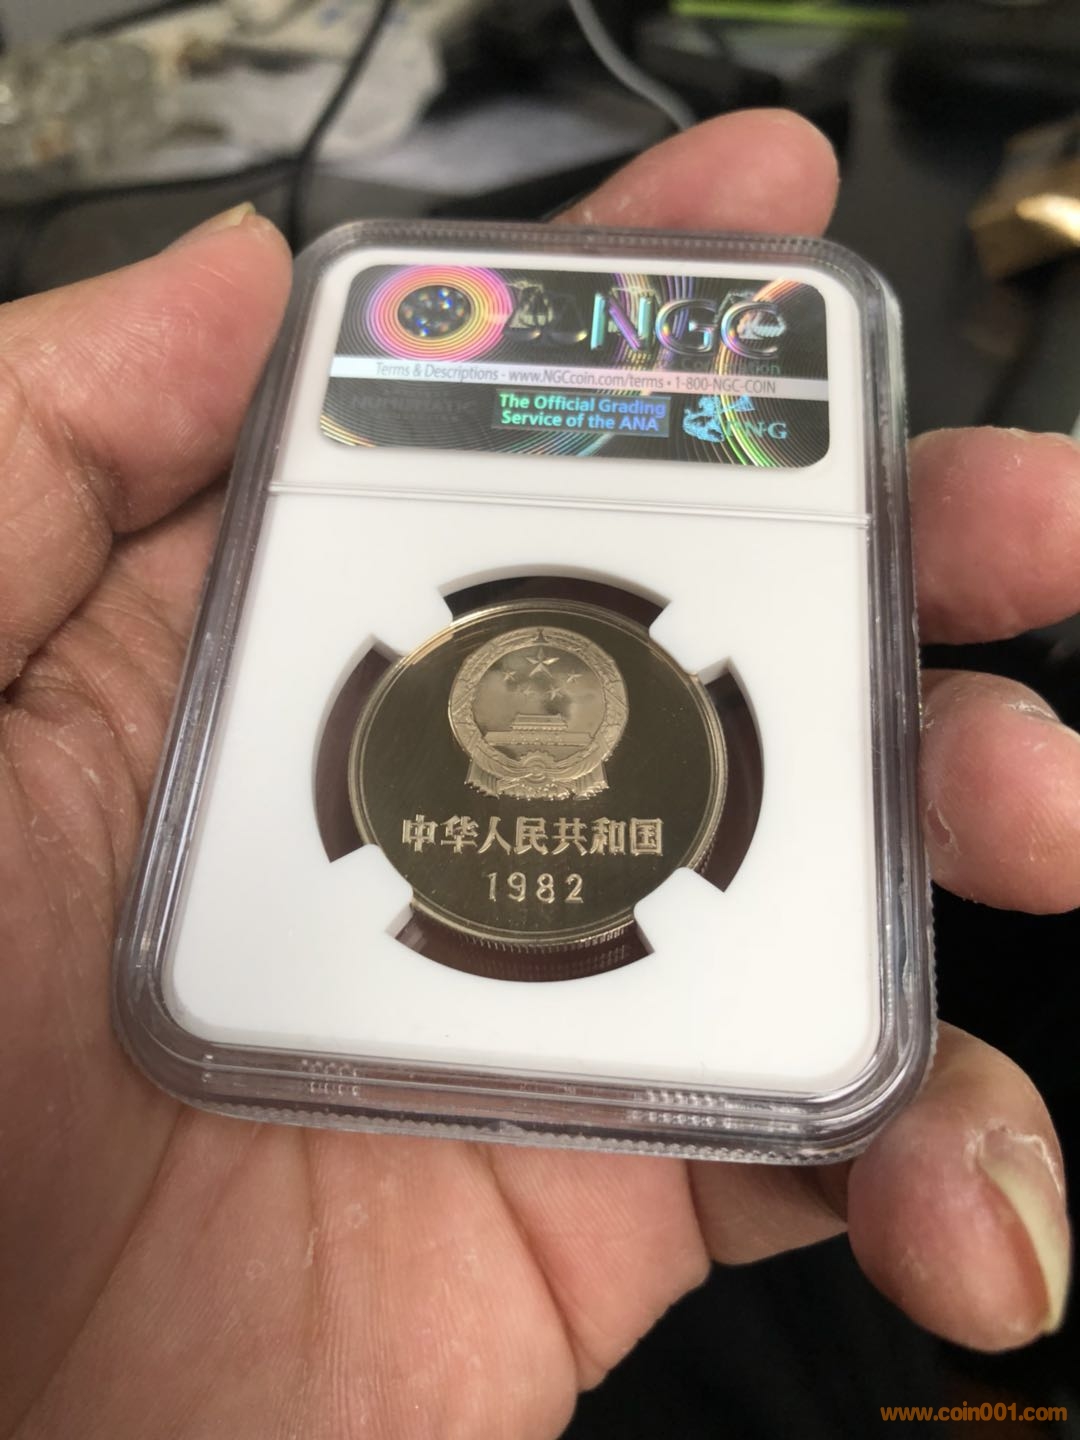 NGC
Terms & Descriptions - www.NGCcoin.com/terms • 1-800-NGC-COIN
NUMISMATIC
The Official Grading
Service of the ANA
中华人民共和国
1982
www.coin001.com